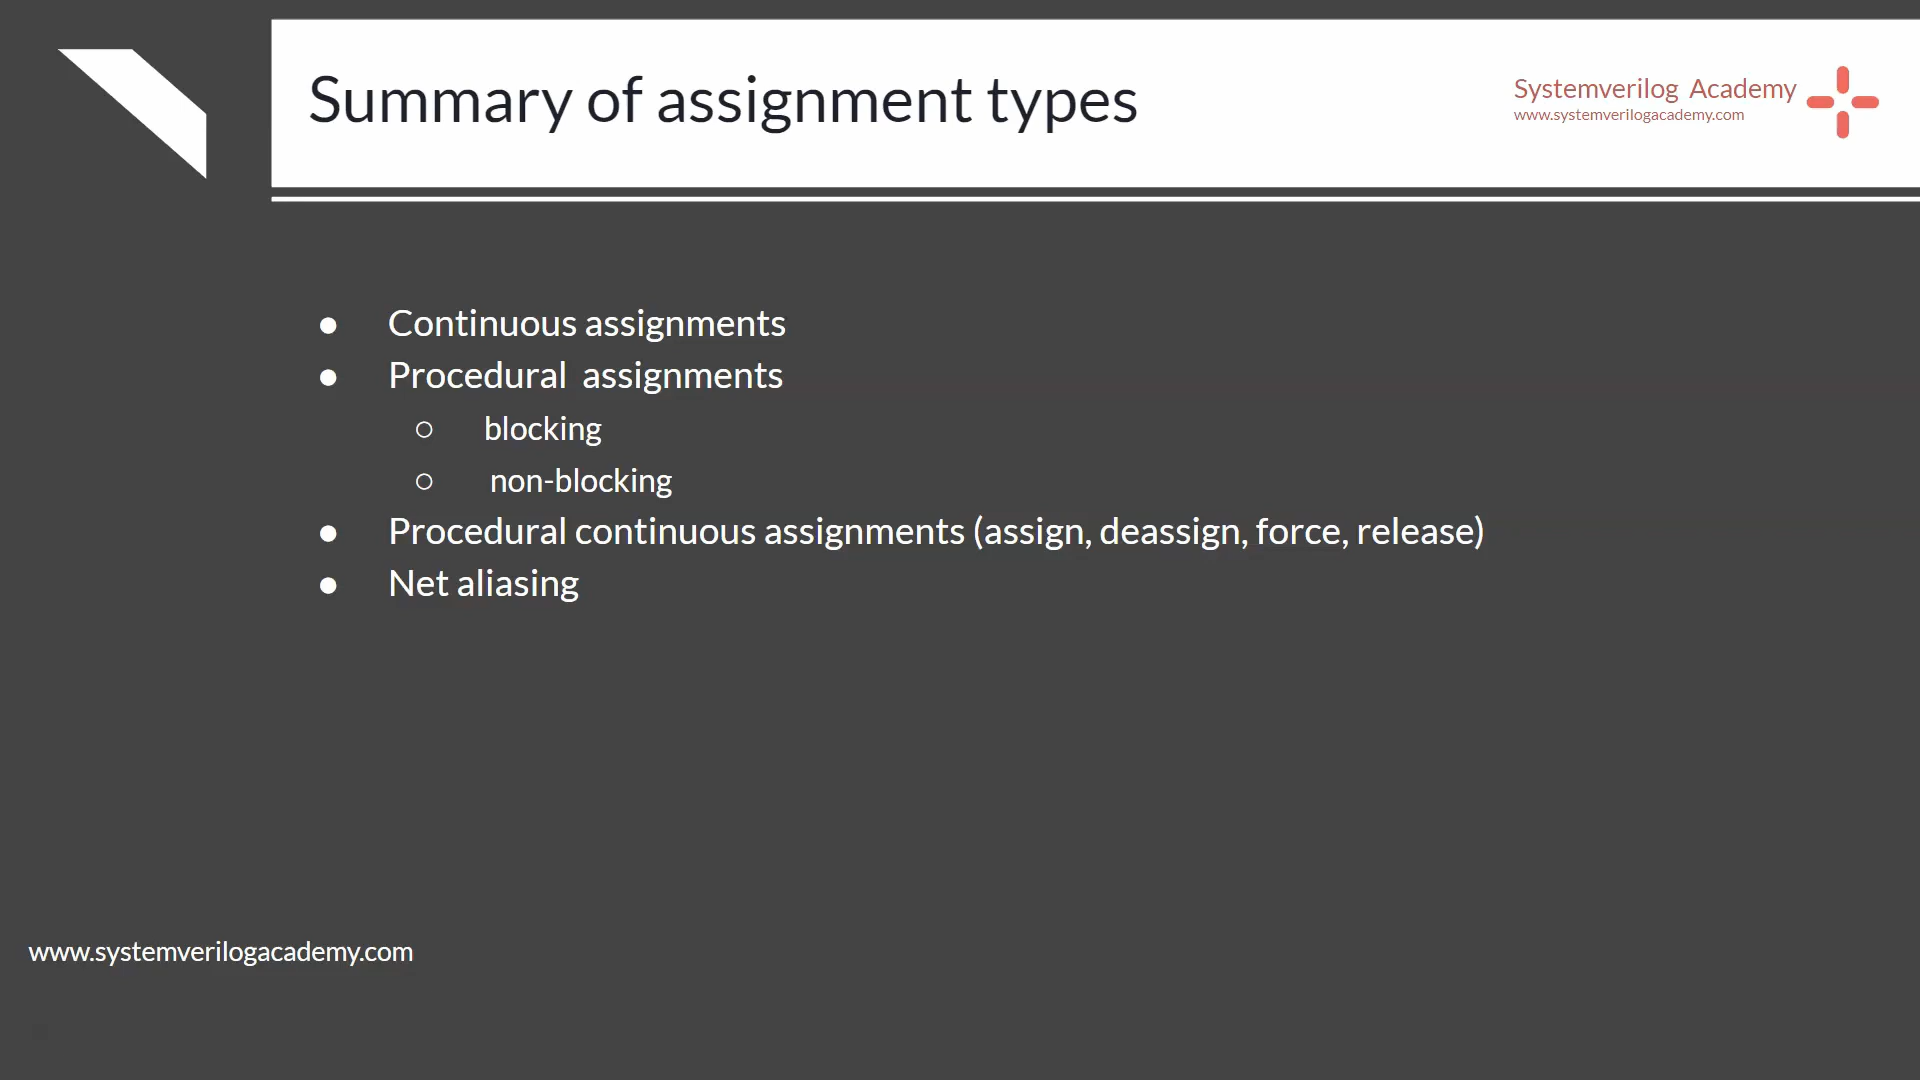 Summary of assignment types
Systemverilog Academy
www.systemverilogacademy.com
● Continuous assignments
● Procedural assignments
○ blocking
○ non-blocking
● Procedural continuous assignments (assign, deassign, force, release)
● Net aliasing
www.systemverilogacademy.com